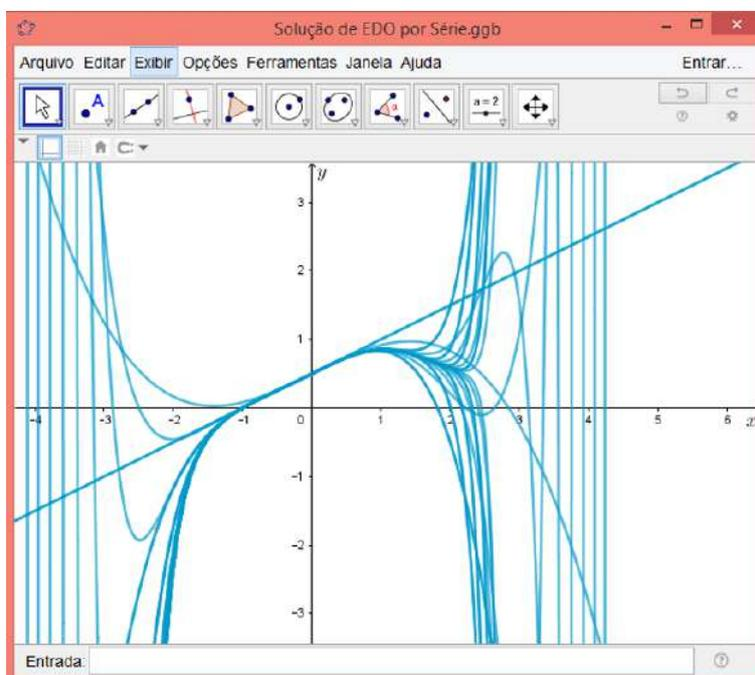 Solução de EDO por Série.ggb
Arquivo Editar Exibir Opções Ferramentas Janela Ajuda Entrar...
A α a = 2
y
3
2
1
-4 -3 -2 -1 0 1 2 3 4 5 6 x
-1
-2
-3
Entrada: